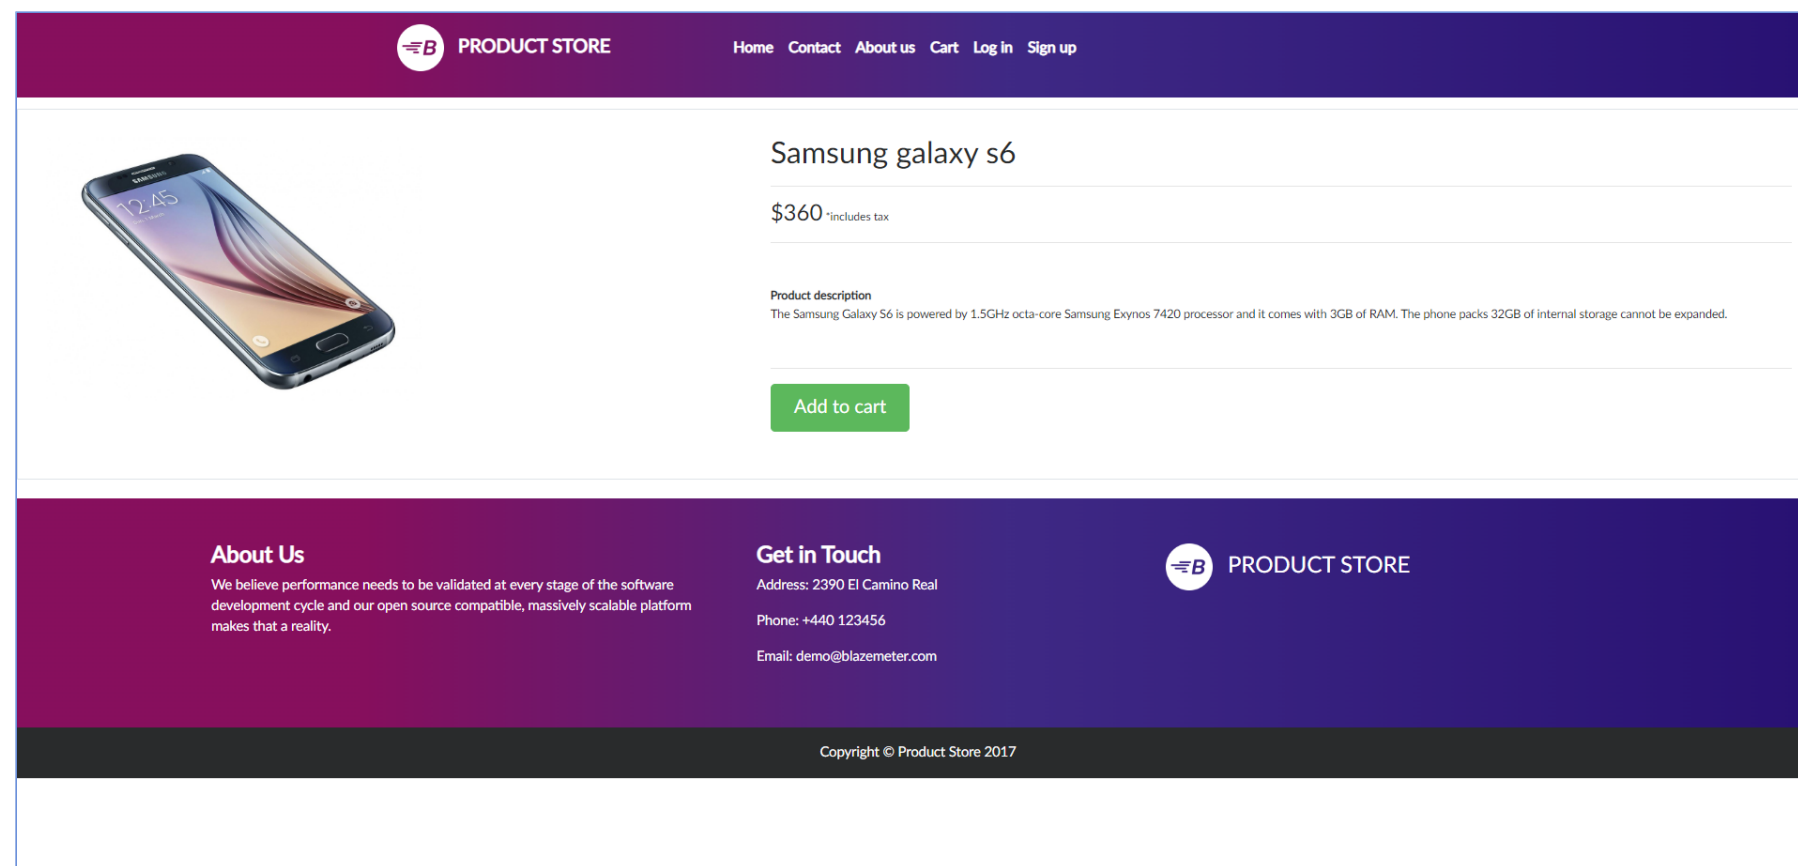 B PRODUCT STORE Home Contact About us Cart Log in Sign up
SAMSUNG
12:45
Samsung galaxy s6
$360 *includes tax
Product description
The Samsung Galaxy S6 is powered by 1.5GHz octa-core Samsung Exynos 7420 processor and it comes with 3GB of RAM. The phone packs 32GB of internal storage cannot be expanded.
Add to cart
About Us
We believe performance needs to be validated at every stage of the software
development cycle and our open source compatible, massively scalable platform
makes that a reality.
Get in Touch
Address: 2390 El Camino Real
Phone: +440 123456
Email: demo@blazemeter.com
B PRODUCT STORE
Copyright © Product Store 2017